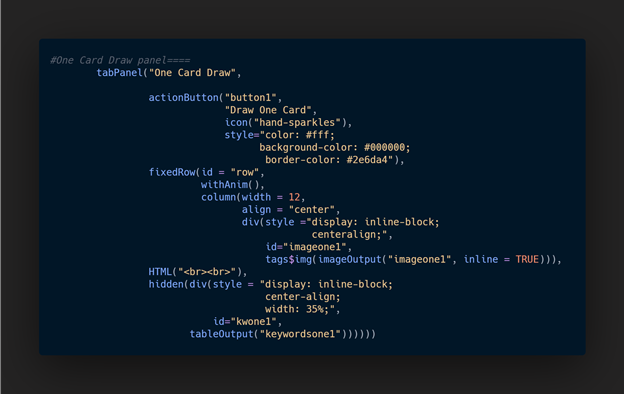 #One Card Draw panel====
tabPanel("One Card Draw",
actionButton("button1",
"Draw One Card",
icon("hand-sparkles"),
style="color: #fff;
background-color: #000000;
border-color: #2e6da4"),
fixedRow(id = "row",
withAnim(),
column(width = 12,
align = "center",
div(style ="display: inline-block;
centeralign;",
id="imageone1",
tags$img(imageOutput("imageone1", inline = TRUE))),
HTML("<br><br>"),
hidden(div(style = "display: inline-block;
center-align;
width: 35%;",
id="kwone1",
tableOutput("keywordsone1"))))))